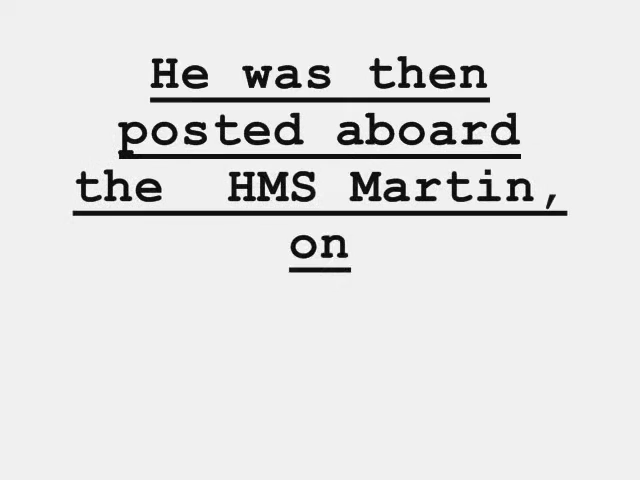 He was then
posted aboard
the  HMS Martin,
on